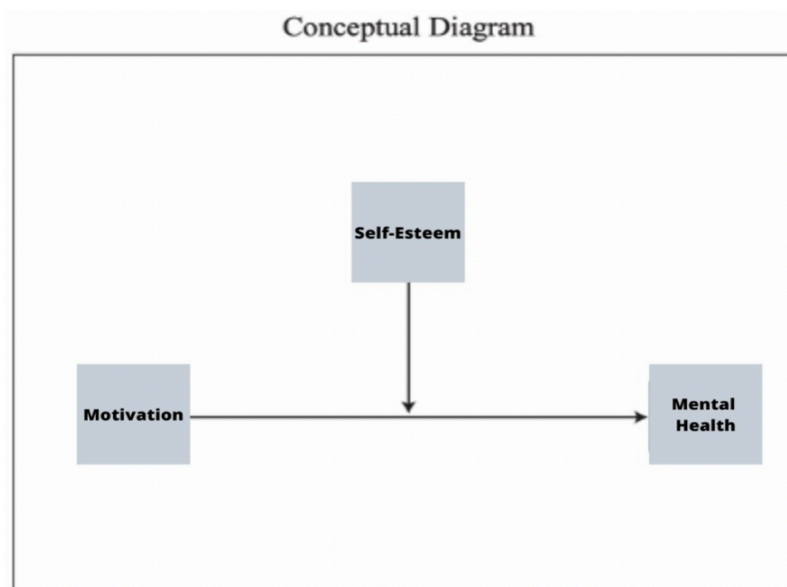 Conceptual Diagram
Self-Esteem
Motivation
Mental
Health